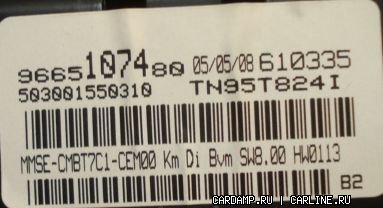 9665107480 05/05/08 610335
503001550310 TN95T824I
MMSE-CMBT7C1-CEM00 Km Di Bvm SW8.00 HW0113
B2
CARDAMP.RU | CARLINE.RU